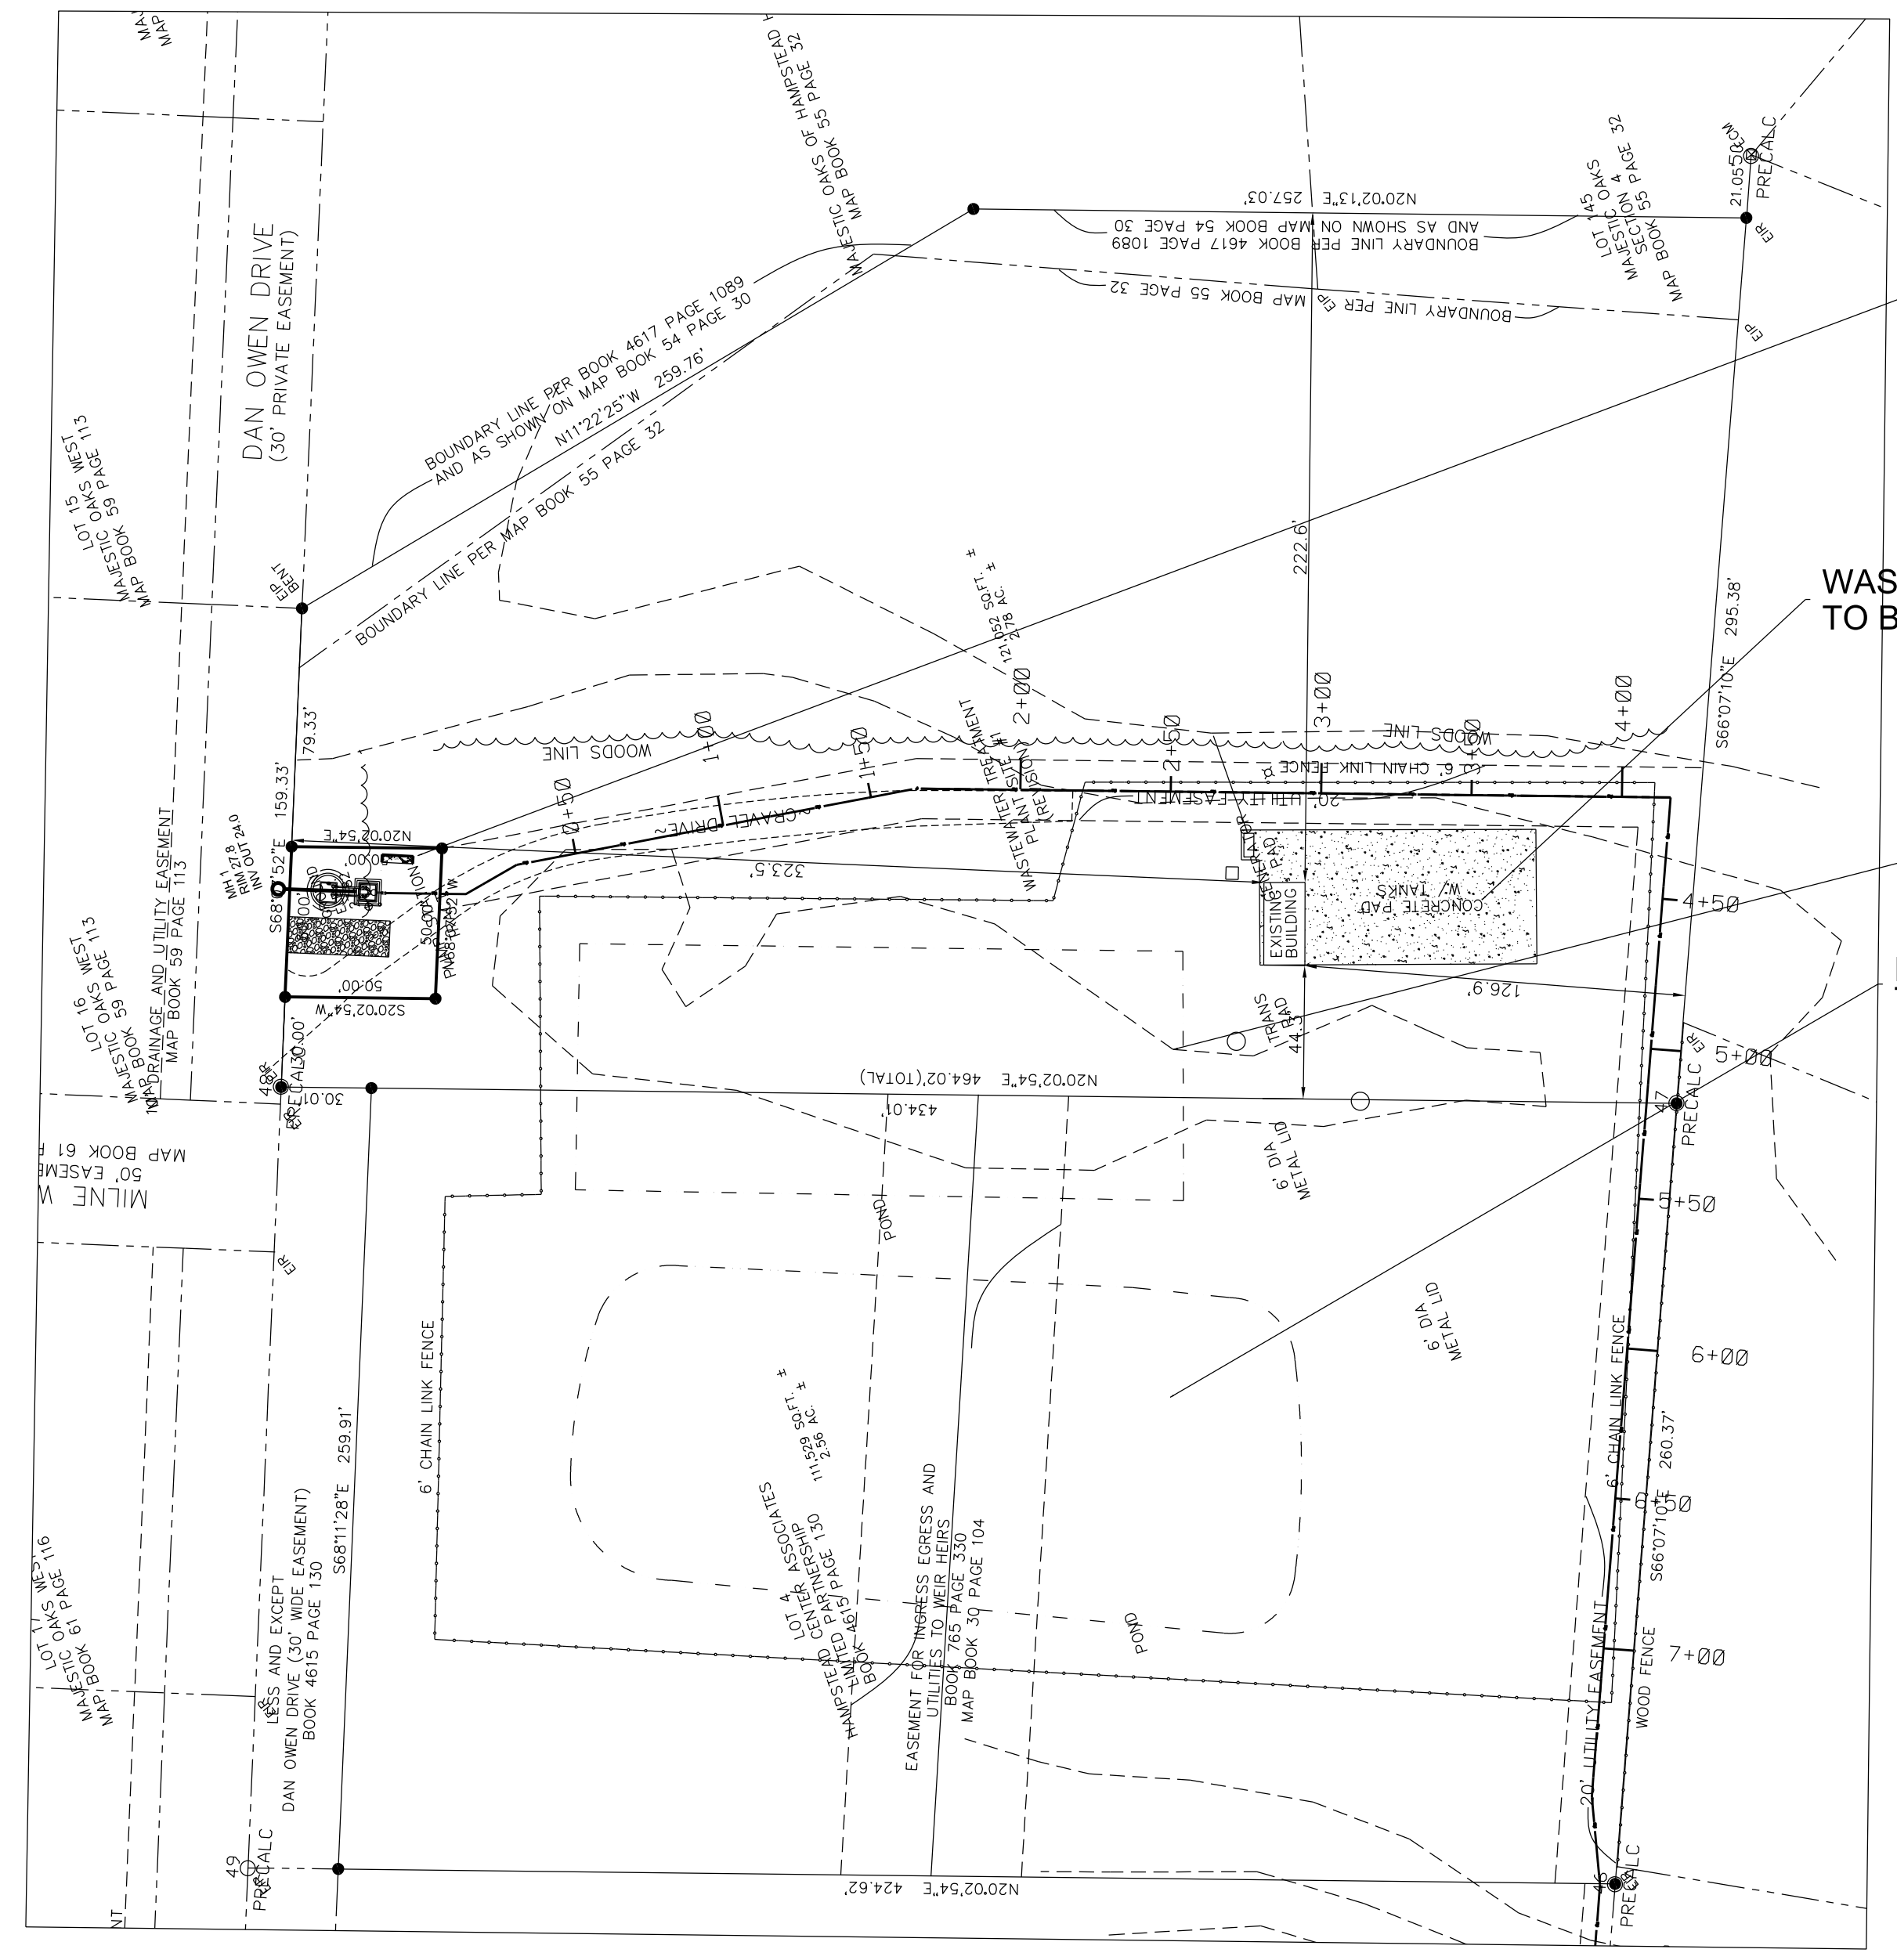 DAN OWEN DRIVE
(30' PRIVATE EASEMENT)
MAJESTIC OAKS OF HAMPSTEAD
MAP BOOK 55 PAGE 32
N20°02'13"E 257.03'
BOUNDARY LINE PER BOOK 4617 PAGE 1089
AND AS SHOWN ON MAP BOOK 54 PAGE 30
BOUNDARY LINE PER MAP BOOK 55 PAGE 32
EIP
LOT 145
MAJESTIC OAKS
SECTION 4
MAP BOOK 55 PAGE 32
21.05'
50
ECM
PRECALC
EIR
EIP
BOUNDARY LINE PER BOOK 4617 PAGE 1089
AND AS SHOWN ON MAP BOOK 54 PAGE 30
N11°22'25"W 259.76'
BOUNDARY LINE PER MAP BOOK 55 PAGE 32
LOT 15
MAJESTIC OAKS WEST
MAP BOOK 59 PAGE 113
EIP
BENT
222.6'
121,052 SQ.FT. ±
2.78 AC. ±
WASTEWATER TREATMENT
PLANT SITE #1
(REVISION)
S66°07'10"E 295.38'
WAS
TO B
79.33'
159.33'
WOODS LINE
WOODS LINE
6' CHAIN LINK FENCE
20' UTILITY EASEMENT
~GRAVEL DRIVE~
0+50
1+00
1+50
2+00
2+50
3+00
3+50
4+00
4+50
5+00
5+50
6+00
6+50
7+00
MH 1
RIM 27.8
INV OUT 24.0
N20°02'54"E
50.00'
50.00'
S20°02'54"W
50.00'
323.5'
GENERATOR
PAD
EXISTING
BUILDING
CONCRETE PAD
W/ TANKS
126.9'
TRANS
PAD
44.3'
10' DRAINAGE AND UTILITY EASEMENT
MAP BOOK 59 PAGE 113
LOT 16
MAJESTIC OAKS WEST
MAP BOOK 59 PAGE 113
48
PRECALC
30.00'
30.01'
N20°02'54"E 464.02'(TOTAL)
434.01'
EIR
47
PRECALC
MILNE W
50' EASEME
MAP BOOK 61 P
EIR
6' DIA
METAL LID
POND
6' DIA
METAL LID
6' CHAIN LINK FENCE
6' CHAIN LINK FENCE
S68°11'28"E 259.91'
LESS AND EXCEPT
DAN OWEN DRIVE (30' WIDE EASEMENT)
BOOK 4615 PAGE 130
LOT 4
HAMPSTEAD CENTER ASSOCIATES
LIMITED PARTNERSHIP
BOOK 4615/PAGE 130
111,529 SQ.FT. ±
2.56 AC. ±
EASEMENT FOR INGRESS EGRESS AND
UTILITIES TO WEIR HEIRS
BOOK 765 PAGE 330
MAP BOOK 30 PAGE 104
POND
S66°07'10"E 260.37'
WOOD FENCE
20' UTILITY EASEMENT
MAJESTIC OAKS WEST
MAP BOOK 61 PAGE 116
EIR
49
PRECALC
N20°02'54"E 424.62'
46
PRECALC
NT